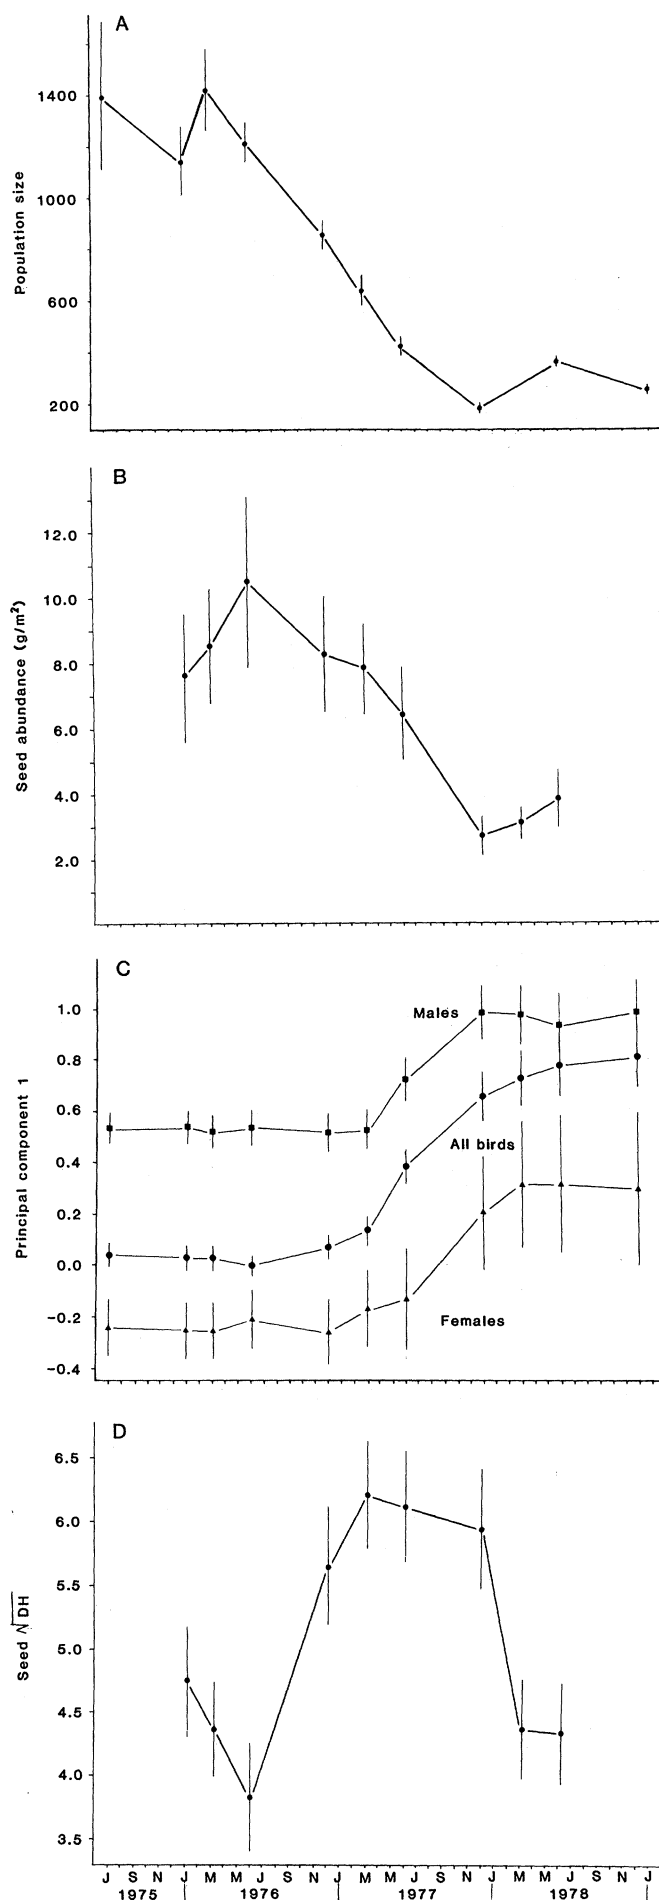 A
1400
1000
600
200
Population size
B
12.0
10.0
8.0
6.0
4.0
2.0
Seed abundance (g/m²)
C
1.0
0.8
0.6
0.4
0.2
0.0
-0.2
-0.4
Principal component 1
Males
All birds
Females
D
6.5
6.0
5.5
5.0
4.5
4.0
3.5
Seed √DH
J S N J M M J S N J M M J S N J M M J S N J
1975 1976 1977 1978